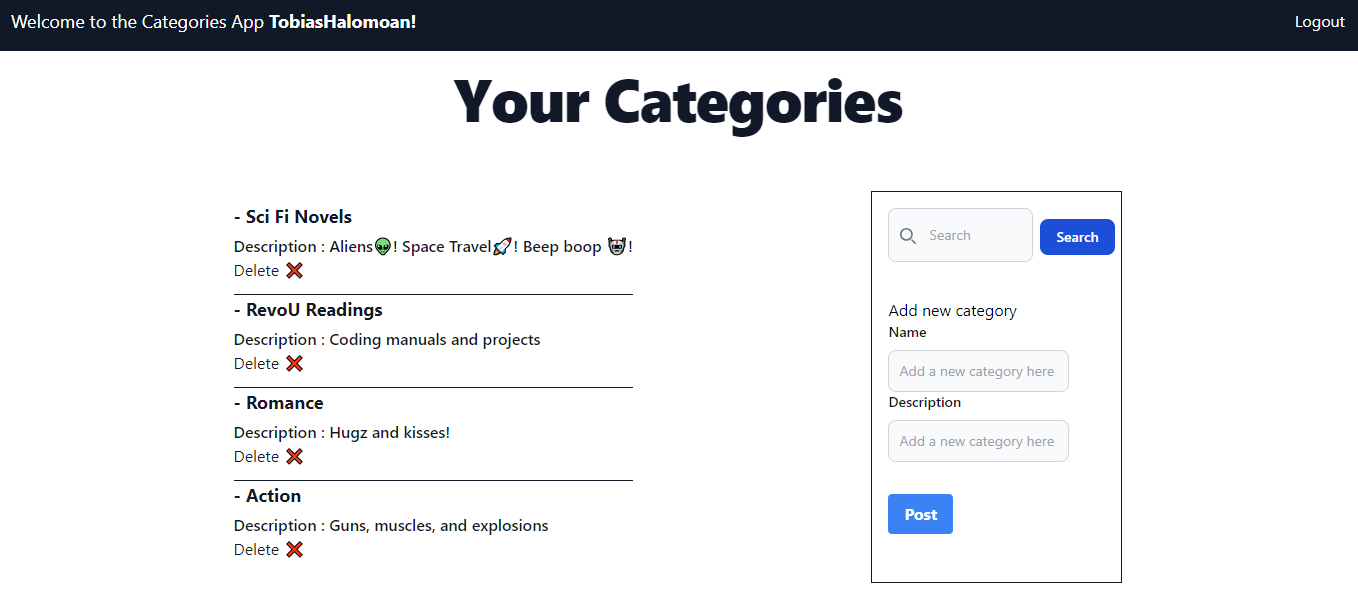 Welcome to the Categories App TobiasHalomoan!
Logout
Your Categories
- Sci Fi Novels
Description : Aliens👽! Space Travel🚀! Beep boop 🤖!
Delete ❌
- RevoU Readings
Description : Coding manuals and projects
Delete ❌
- Romance
Description : Hugz and kisses!
Delete ❌
- Action
Description : Guns, muscles, and explosions
Delete ❌
Search
Search
Add new category
Name
Add a new category here
Description
Add a new category here
Post